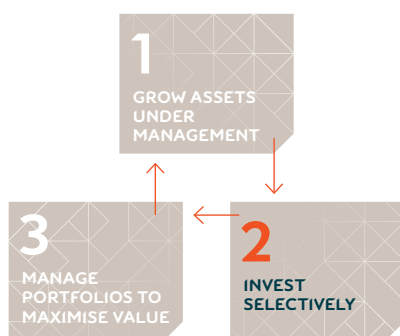 1
GROW ASSETS
UNDER
MANAGEMENT
3
MANAGE
PORTFOLIOS TO
MAXIMISE VALUE
2
INVEST
SELECTIVELY